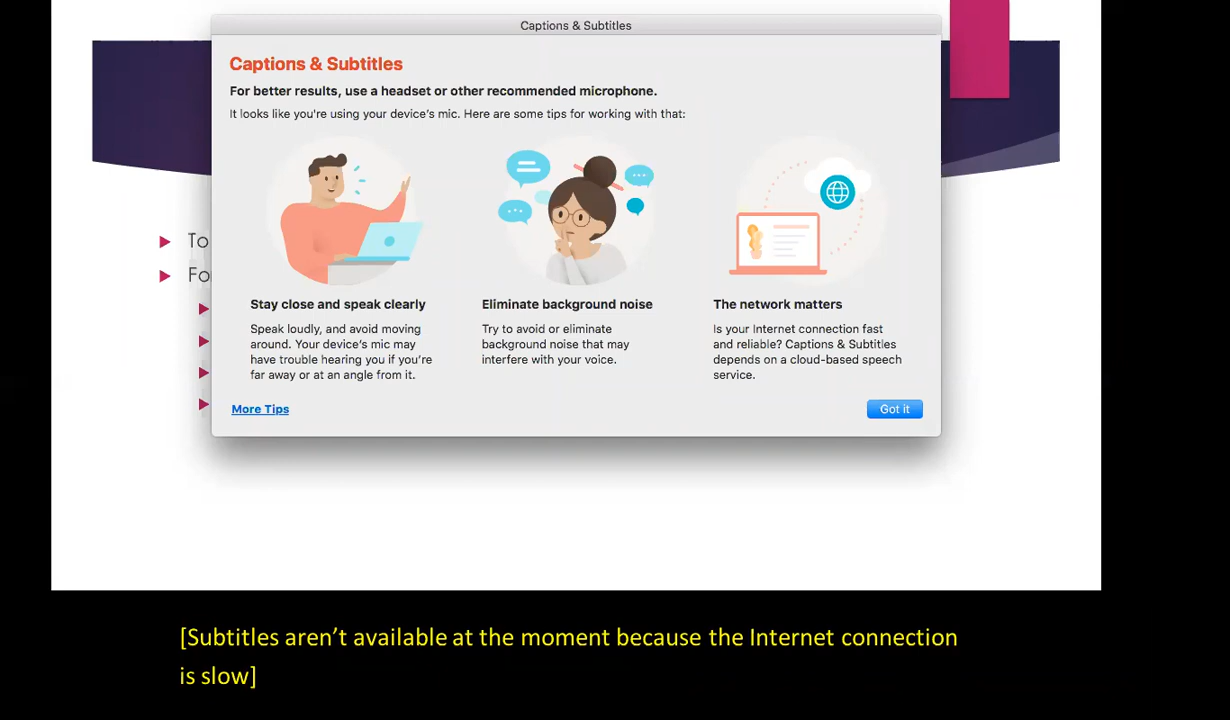 Captions & Subtitles
Captions & Subtitles
For better results, use a headset or other recommended microphone.
It looks like you're using your device's mic. Here are some tips for working with that:
Stay close and speak clearly
Speak loudly, and avoid moving
around. Your device's mic may
have trouble hearing you if you're
far away or at an angle from it.
Eliminate background noise
Try to avoid or eliminate
background noise that may
interfere with your voice.
The network matters
Is your Internet connection fast
and reliable? Captions & Subtitles
depends on a cloud-based speech
service.
More Tips
Got it
To
Fo
[Subtitles aren't available at the moment because the Internet connection
is slow]